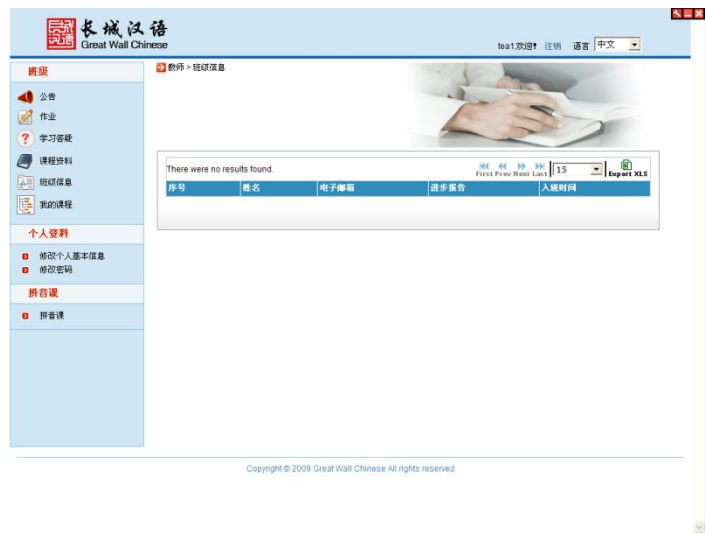 长城汉语
Great Wall Chinese
tea1,欢迎! 注销 语言 中文
班级
公告
作业
学习答疑
课程资料
班级信息
我的课程
个人资料
修改个人基本信息
修改密码
拼音课
拼音课
教师 > 班级信息
There were no results found.
First Prev Next Last 15 Export XLS
序号 姓名 电子邮箱 进步报告 入班时间
Copyright © 2009 Great Wall Chinese All rights reserved